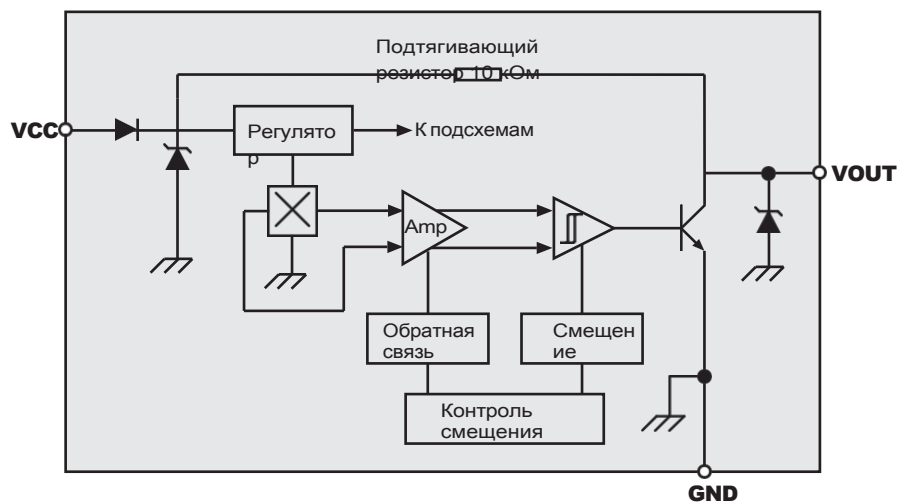 Подтягивающий
резистор 10 кОм
VCC
Регулято
р
К подсхемам
VOUT
Amp
Обратная
связь
Смещен
ие
Контроль
смещения
GND